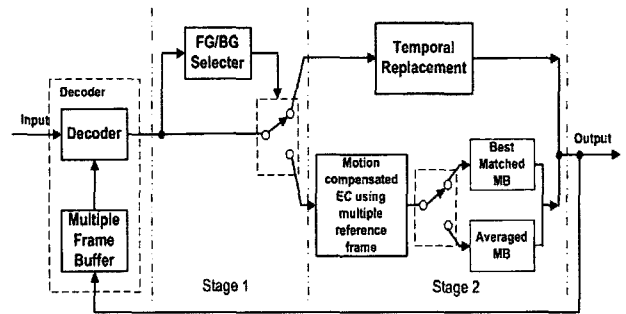 FG/BG
Selecter
Temporal
Replacement
Decoder
Input
Decoder
Output
Best
Matched
MB
Motion
compensated
EC using
multiple
reference
frame
Multiple
Frame
Buffer
Averaged
MB
Stage 1
Stage 2